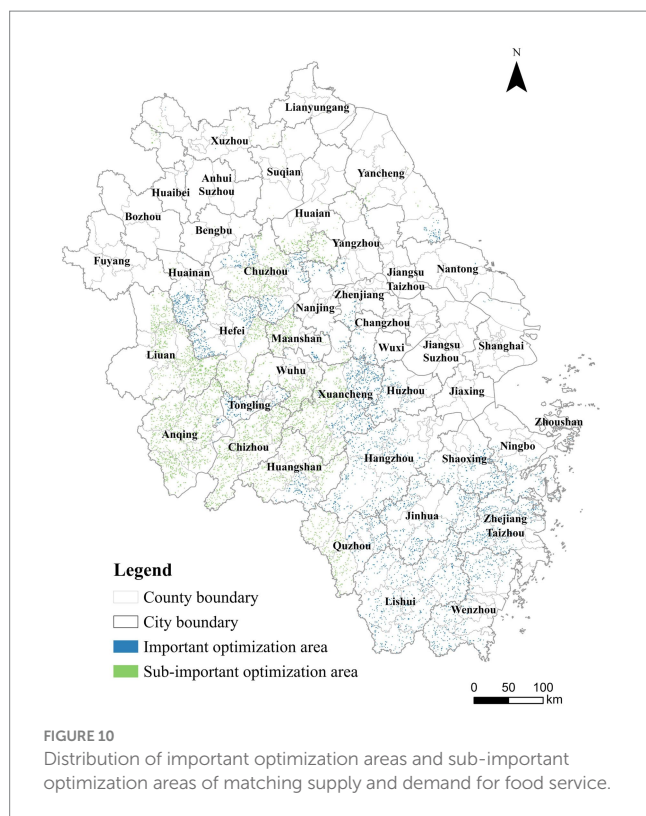 N
Lianyungang
Xuzhou
Suqian
Yancheng
Anhui
Suzhou
Huaibei
Bozhou
Huaian
Bengbu
Yangzhou
Fuyang
Huainan
Chuzhou
Jiangsu
Taizhou
Nantong
Zhenjiang
Nanjing
Changzhou
Hefei
Maanshan
Wuxi
Jiangsu
Suzhou
Shanghai
Liuan
Wuhu
Xuancheng
Huzhou
Jiaxing
Tongling
Zhoushan
Anqing
Chizhou
Hangzhou
Shaoxing
Ningbo
Huangshan
Jinhua
Zhejiang
Taizhou
Quzhou
Lishui
Wenzhou
Legend
County boundary
City boundary
Important optimization area
Sub-important optimization area
0 50 100
km
FIGURE 10
Distribution of important optimization areas and sub-important
optimization areas of matching supply and demand for food service.